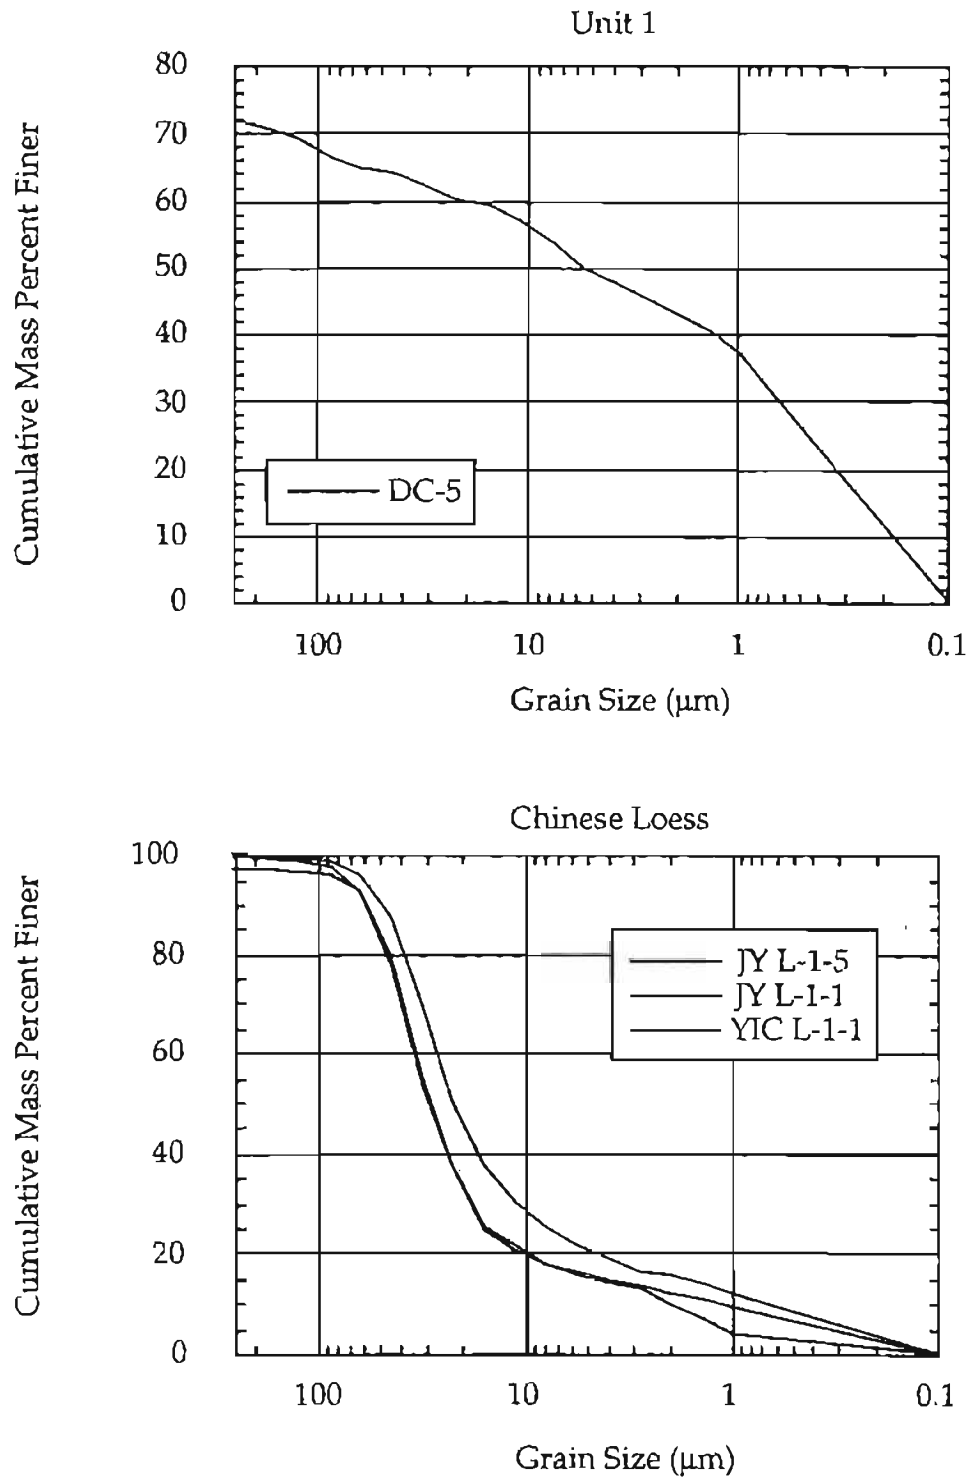 Unit 1
Cumulative Mass Percent Finer
80
70
60
50
40
30
20
10
0
DC-5
100 10 1 0.1
Grain Size (µm)
Chinese Loess
Cumulative Mass Percent Finer
100
80
60
40
20
0
JY L-1-5
JY L-1-1
YIC L-1-1
100 10 1 0.1
Grain Size (µm)